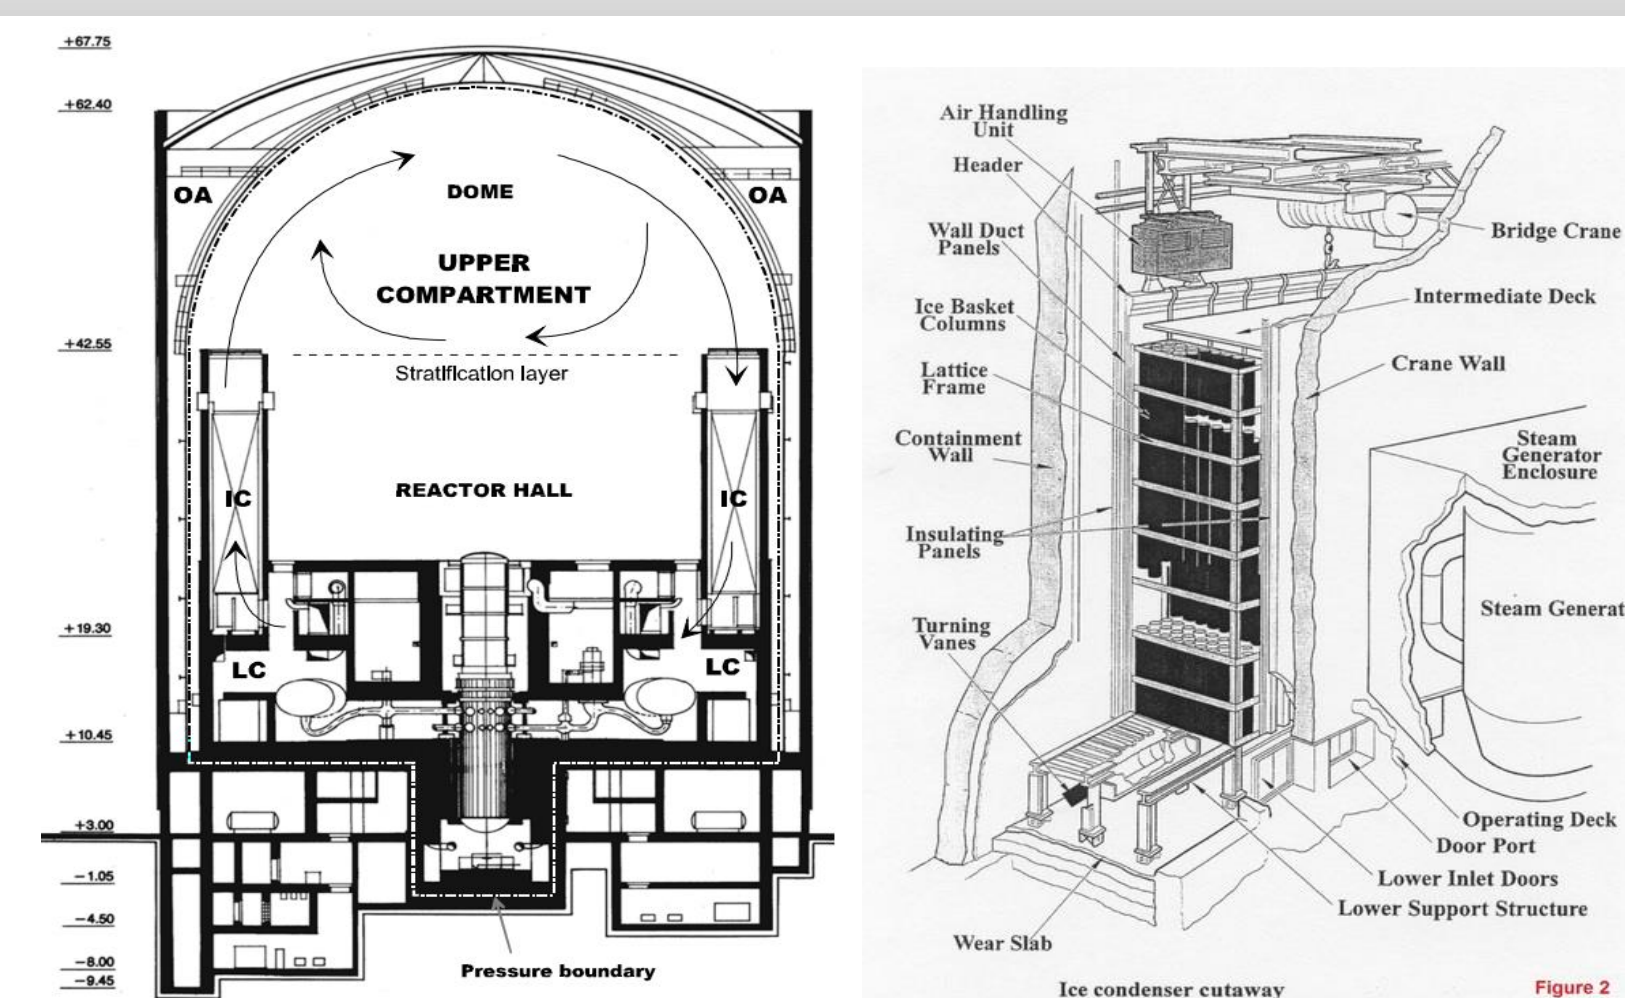 +67.75
+62.40
OA
OA
DOME
UPPER
COMPARTMENT
+42.55
Stratification layer
IC
REACTOR HALL
IC
+19.30
LC
LC
+10.45
+3.00
−1.05
−4.50
−8.00
−9.45
Pressure boundary
Air Handling
Unit
Header
Wall Duct
Panels
Bridge Crane
Ice Basket
Columns
Intermediate Deck
Lattice
Frame
Crane Wall
Containment
Wall
Steam
Generator
Enclosure
Insulating
Panels
Steam Generat
Turning
Vanes
Operating Deck
Door Port
Lower Inlet Doors
Lower Support Structure
Wear Slab
Ice condenser cutaway
Figure 2